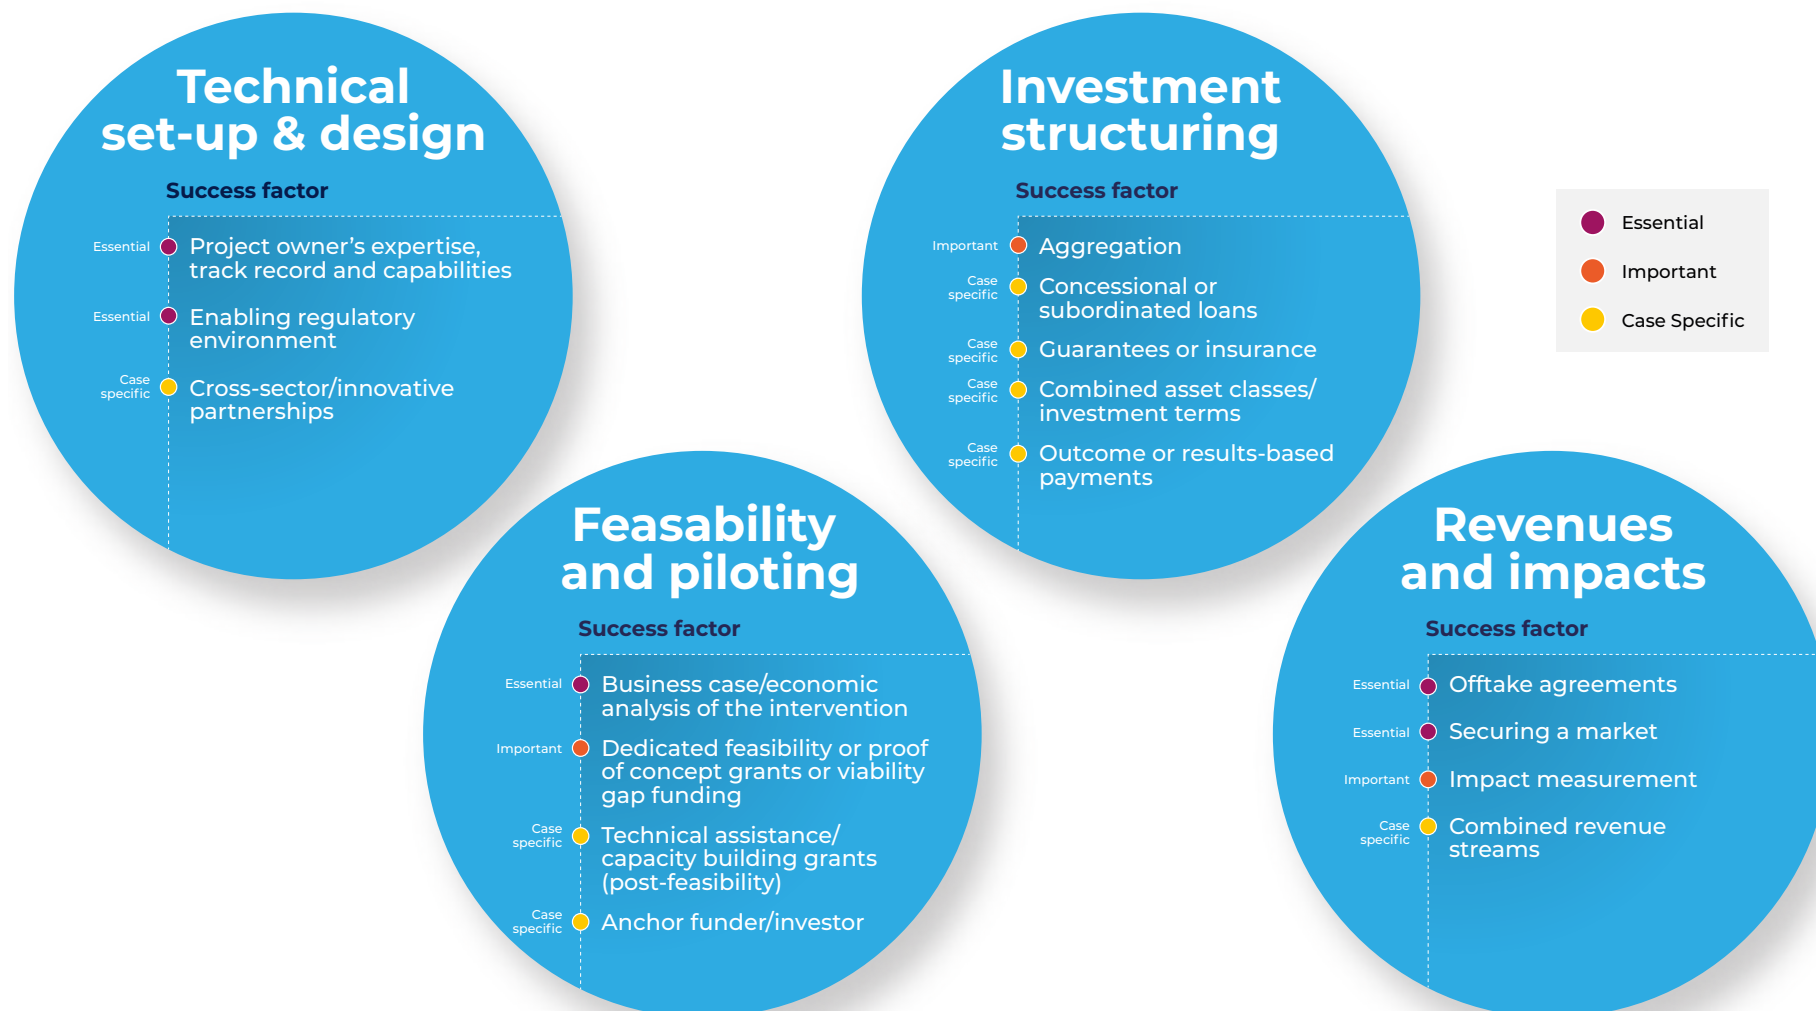 Technical
set-up & design
Success factor
Essential
Project owner's expertise,
track record and capabilities
Essential
Enabling regulatory
environment
Case
specific
Cross-sector/innovative
partnerships
Feasability
and piloting
Success factor
Essential
Business case/economic
analysis of the intervention
Important
Dedicated feasibility or proof
of concept grants or viability
gap funding
Case
specific
Technical assistance/
capacity building grants
(post-feasibility)
Case
specific
Anchor funder/investor
Investment
structuring
Success factor
Important
Aggregation
Case
specific
Concessional or
subordinated loans
Case
specific
Guarantees or insurance
Case
specific
Combined asset classes/
investment terms
Case
specific
Outcome or results-based
payments
Revenues
and impacts
Success factor
Essential
Offtake agreements
Essential
Securing a market
Important
Impact measurement
Case
specific
Combined revenue
streams
Essential
Important
Case Specific